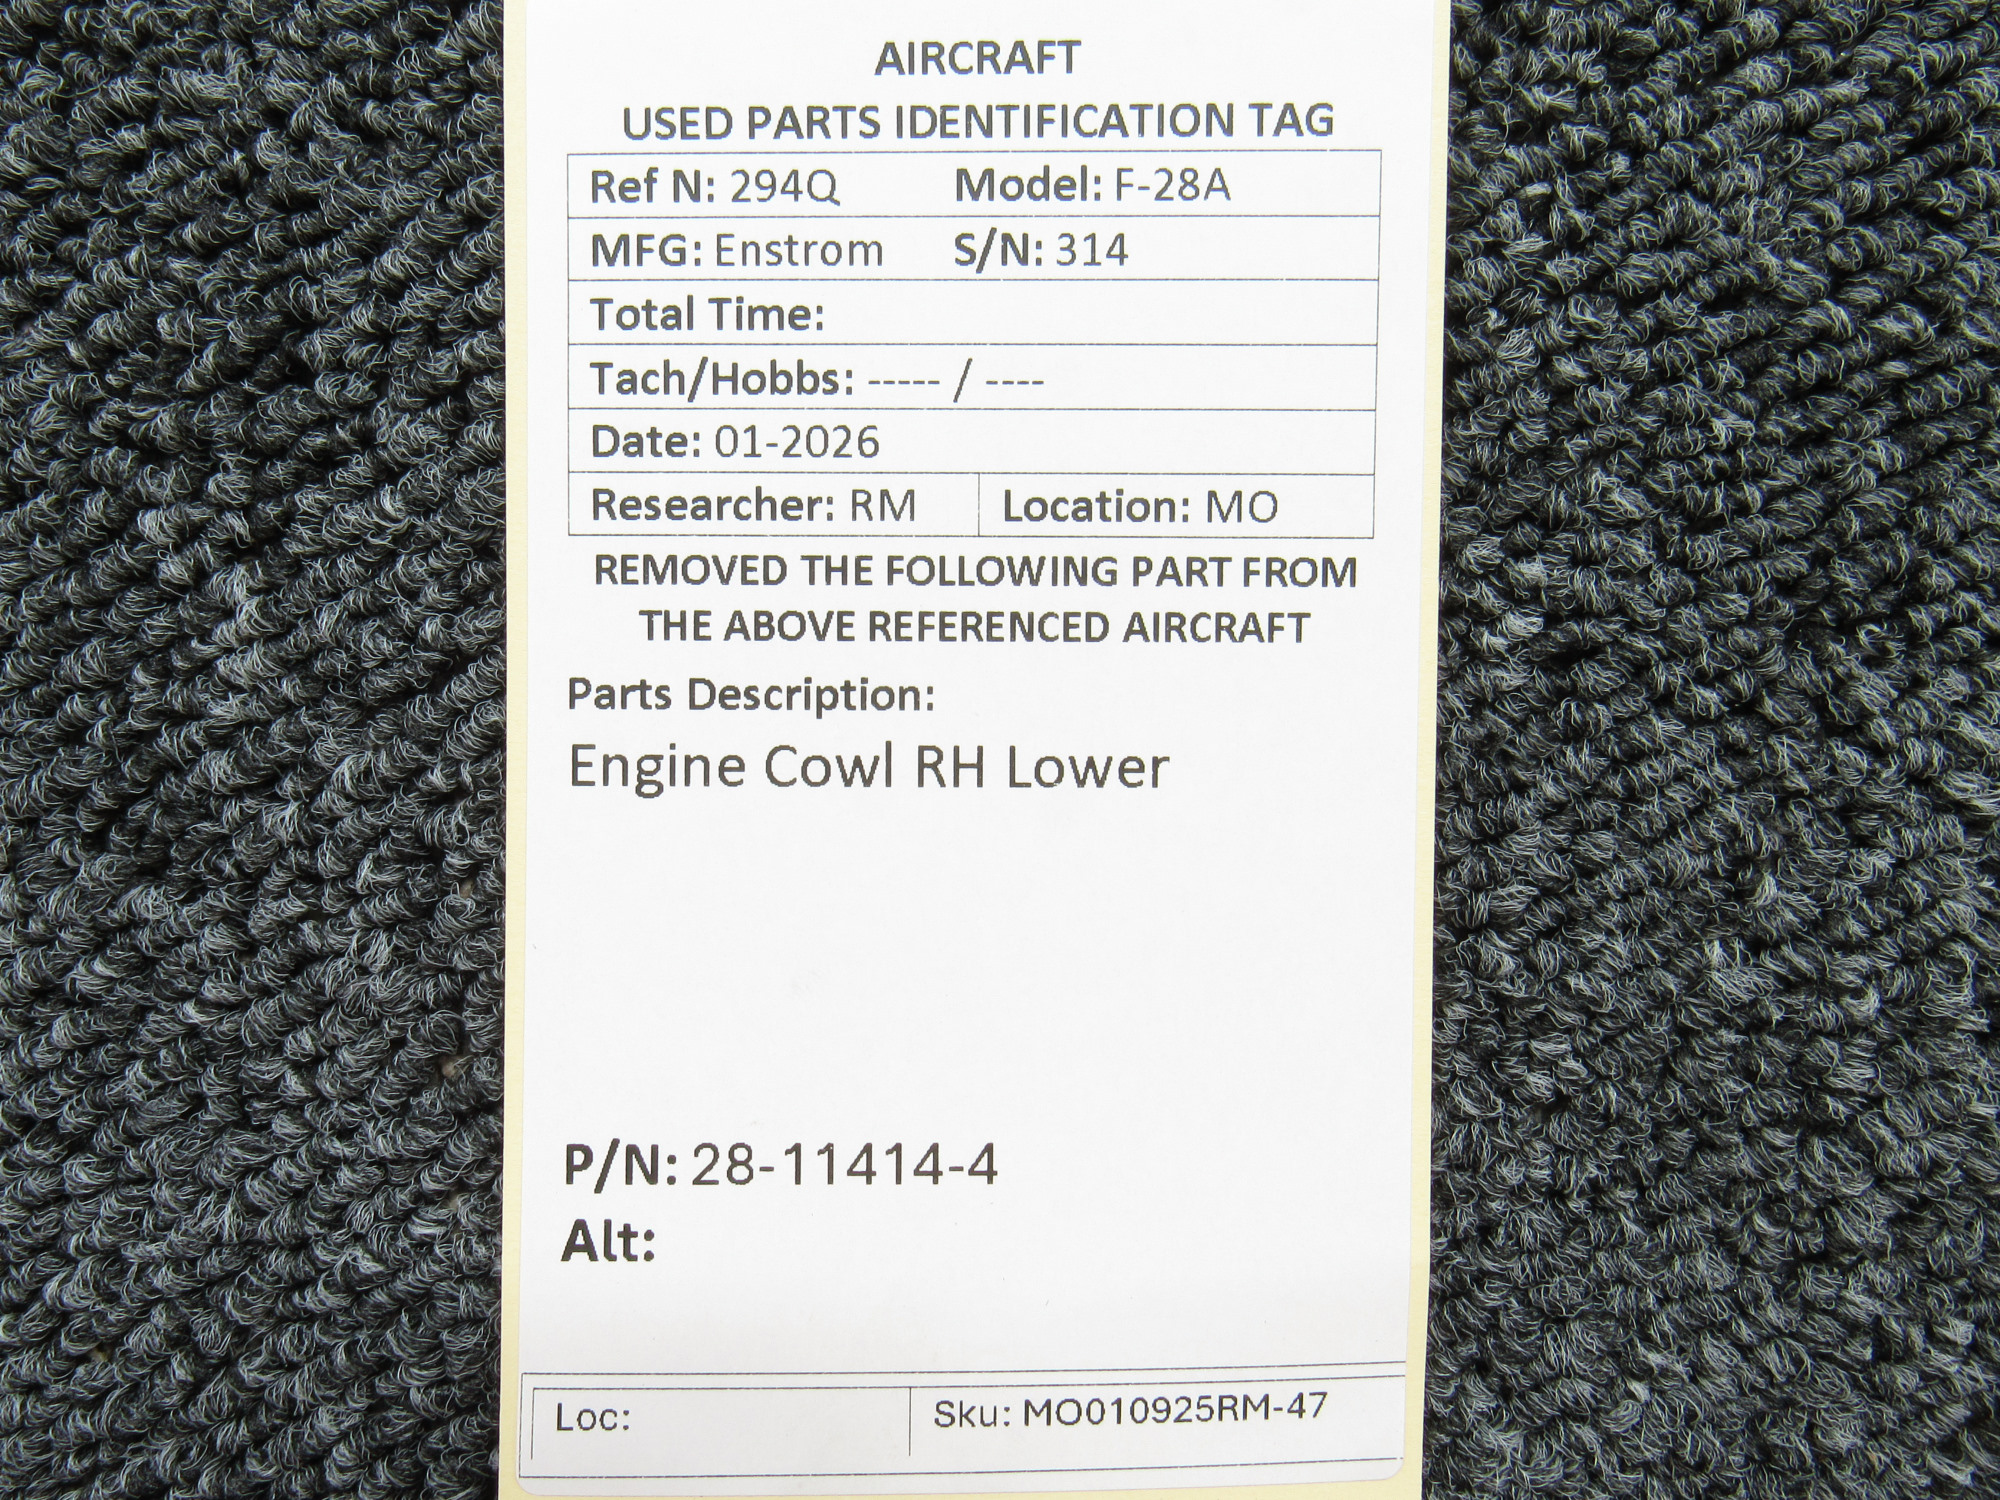 AIRCRAFT
USED PARTS IDENTIFICATION TAG
Ref N: 294Q Model: F-28A
MFG: Enstrom S/N: 314
Total Time:
Tach/Hobbs: ----- / ----
Date: 01-2026
Researcher: RM Location: MO
REMOVED THE FOLLOWING PART FROM
THE ABOVE REFERENCED AIRCRAFT
Parts Description:
Engine Cowl RH Lower
P/N: 28-11414-4
Alt:
Loc: Sku: MO010925RM-47